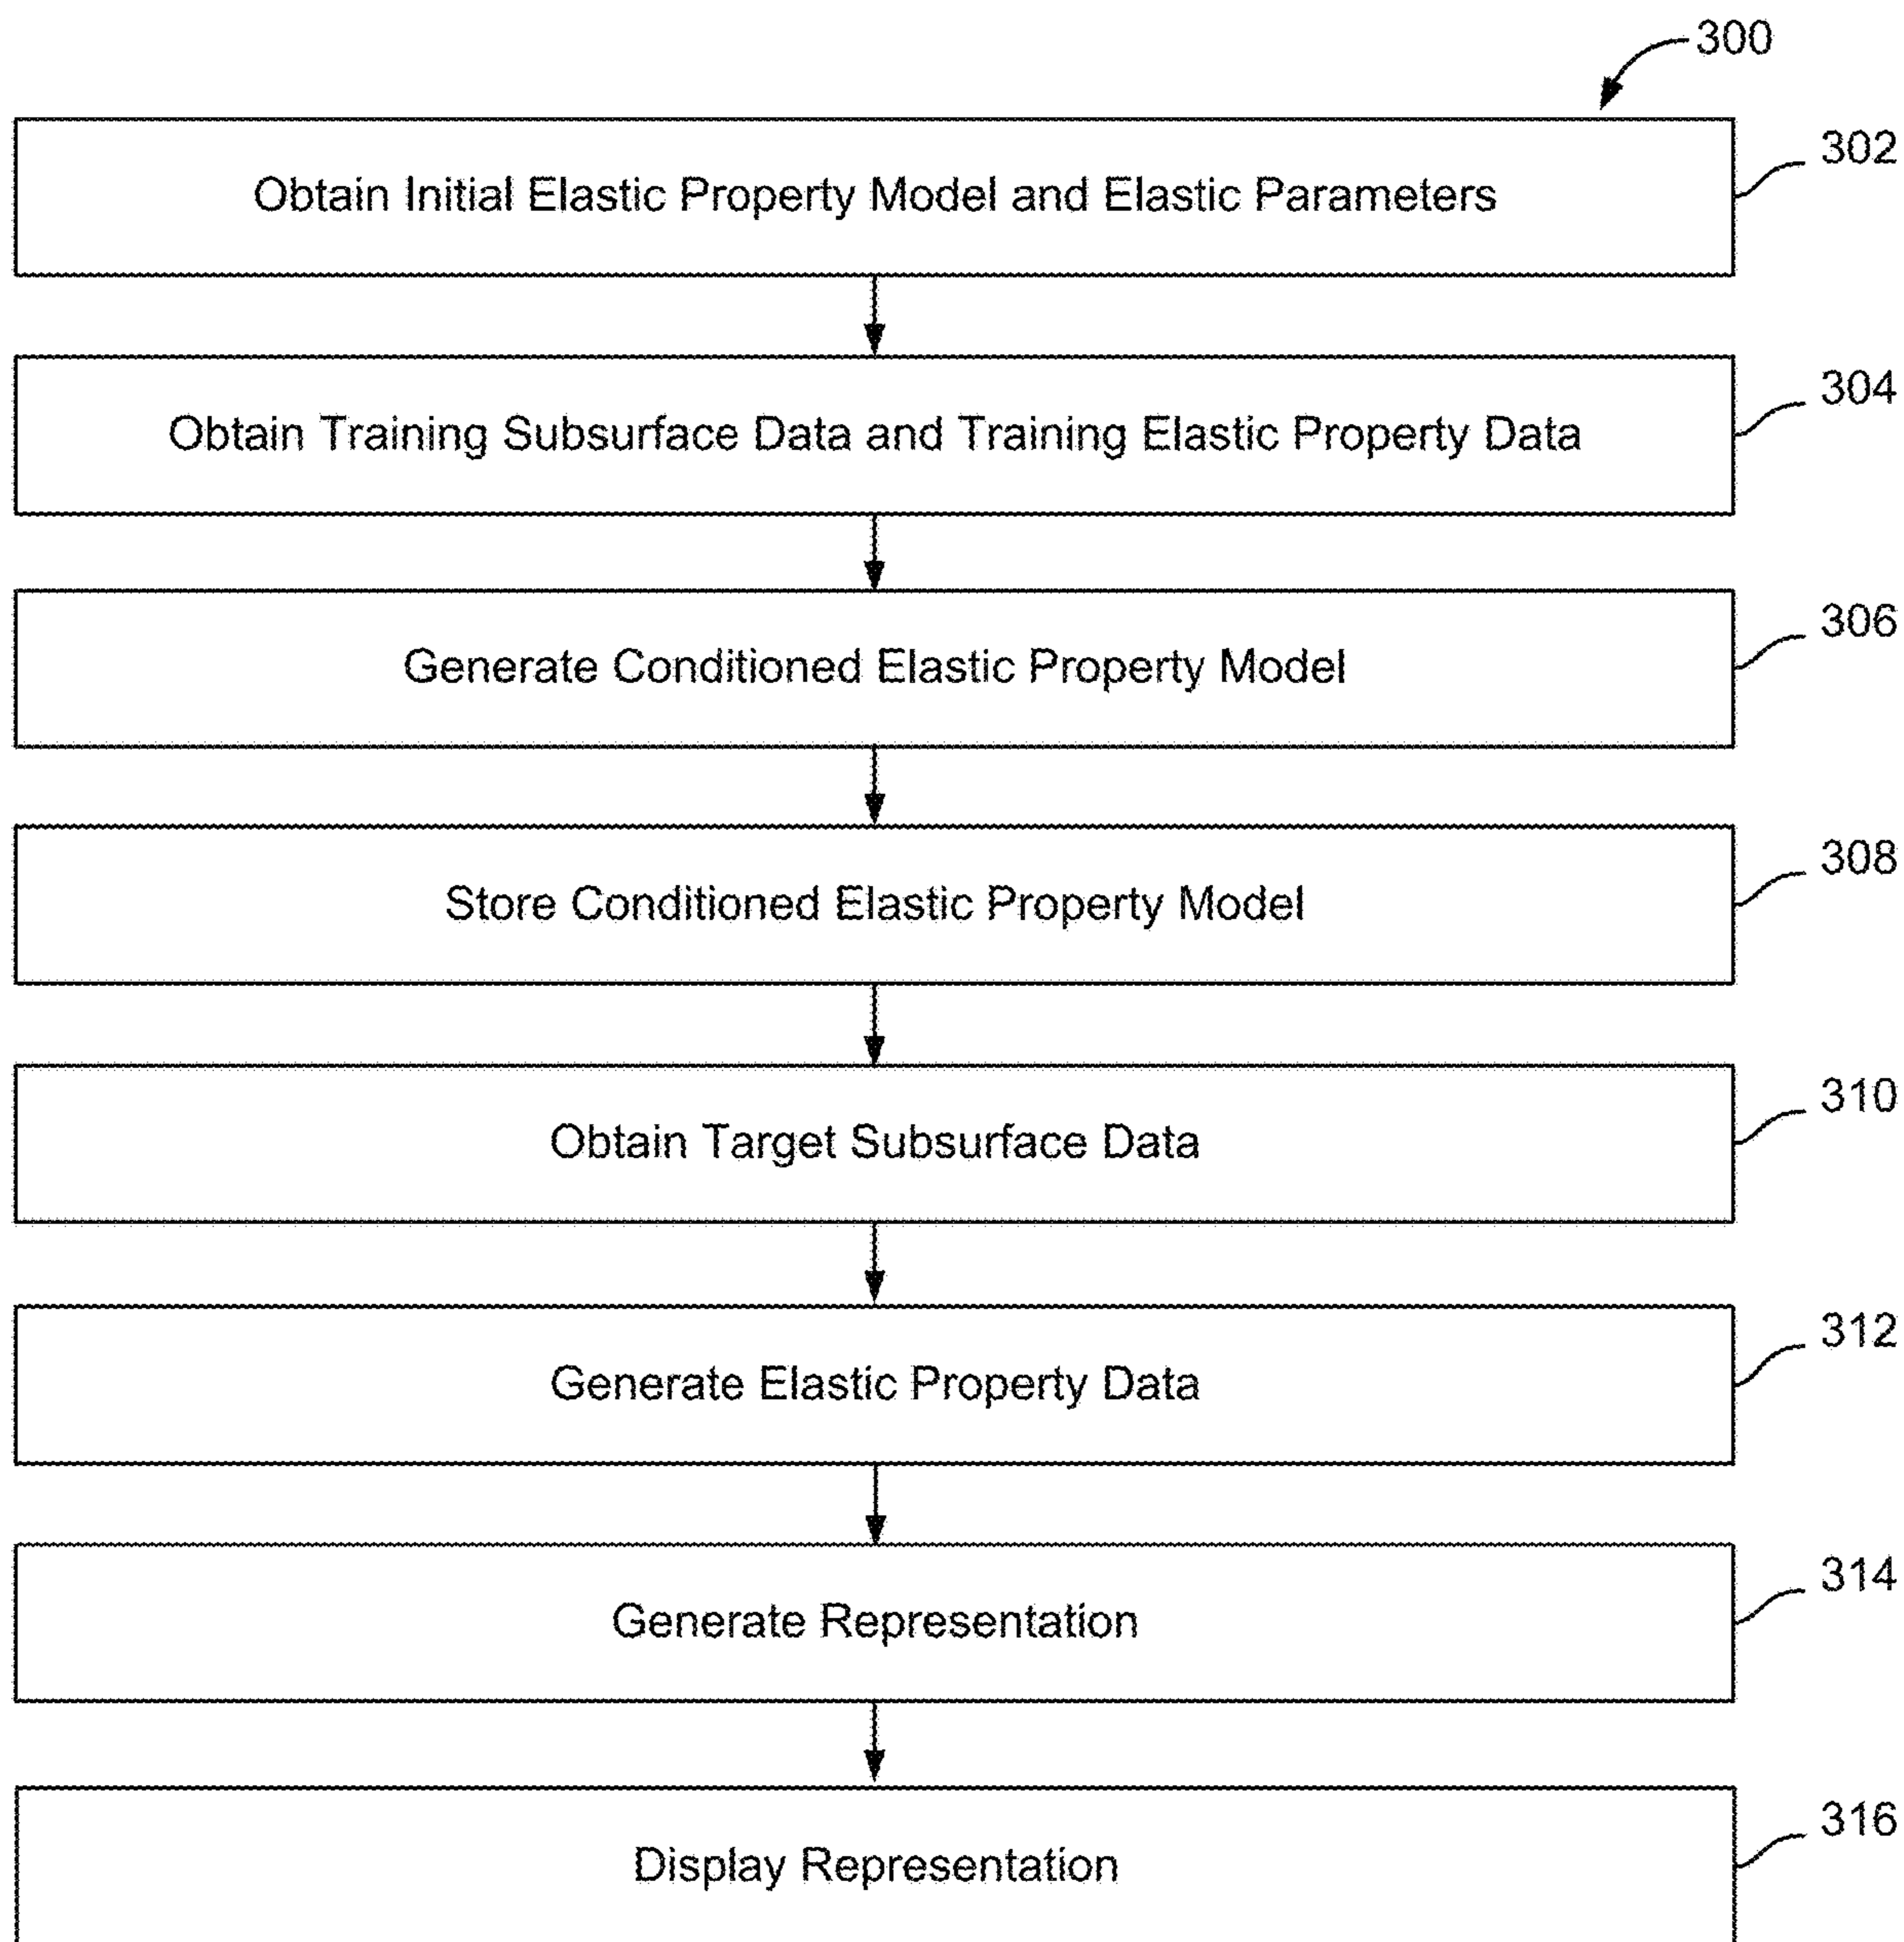 300
302
Obtain Initial Elastic Property Model and Elastic Parameters
304
Obtain Training Subsurface Data and Training Elastic Property Data
306
Generate Conditioned Elastic Property Model
308
Store Conditioned Elastic Property Model
310
Obtain Target Subsurface Data
312
Generate Elastic Property Data
314
Generate Representation
316
Display Representation